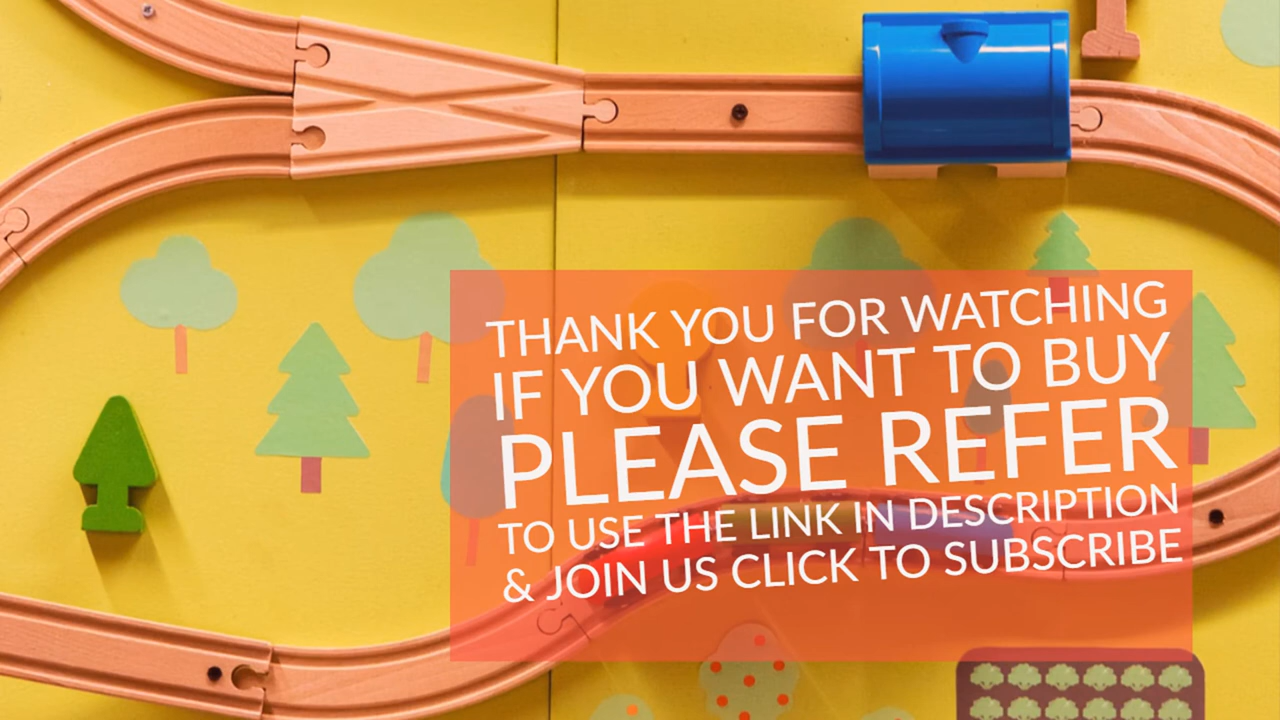 THANK YOU FOR WATCHING
IF YOU WANT TO BUY
PLEASE REFER
TO USE THE LINK IN DESCRIPTION
& JOIN US CLICK TO SUBSCRIBE